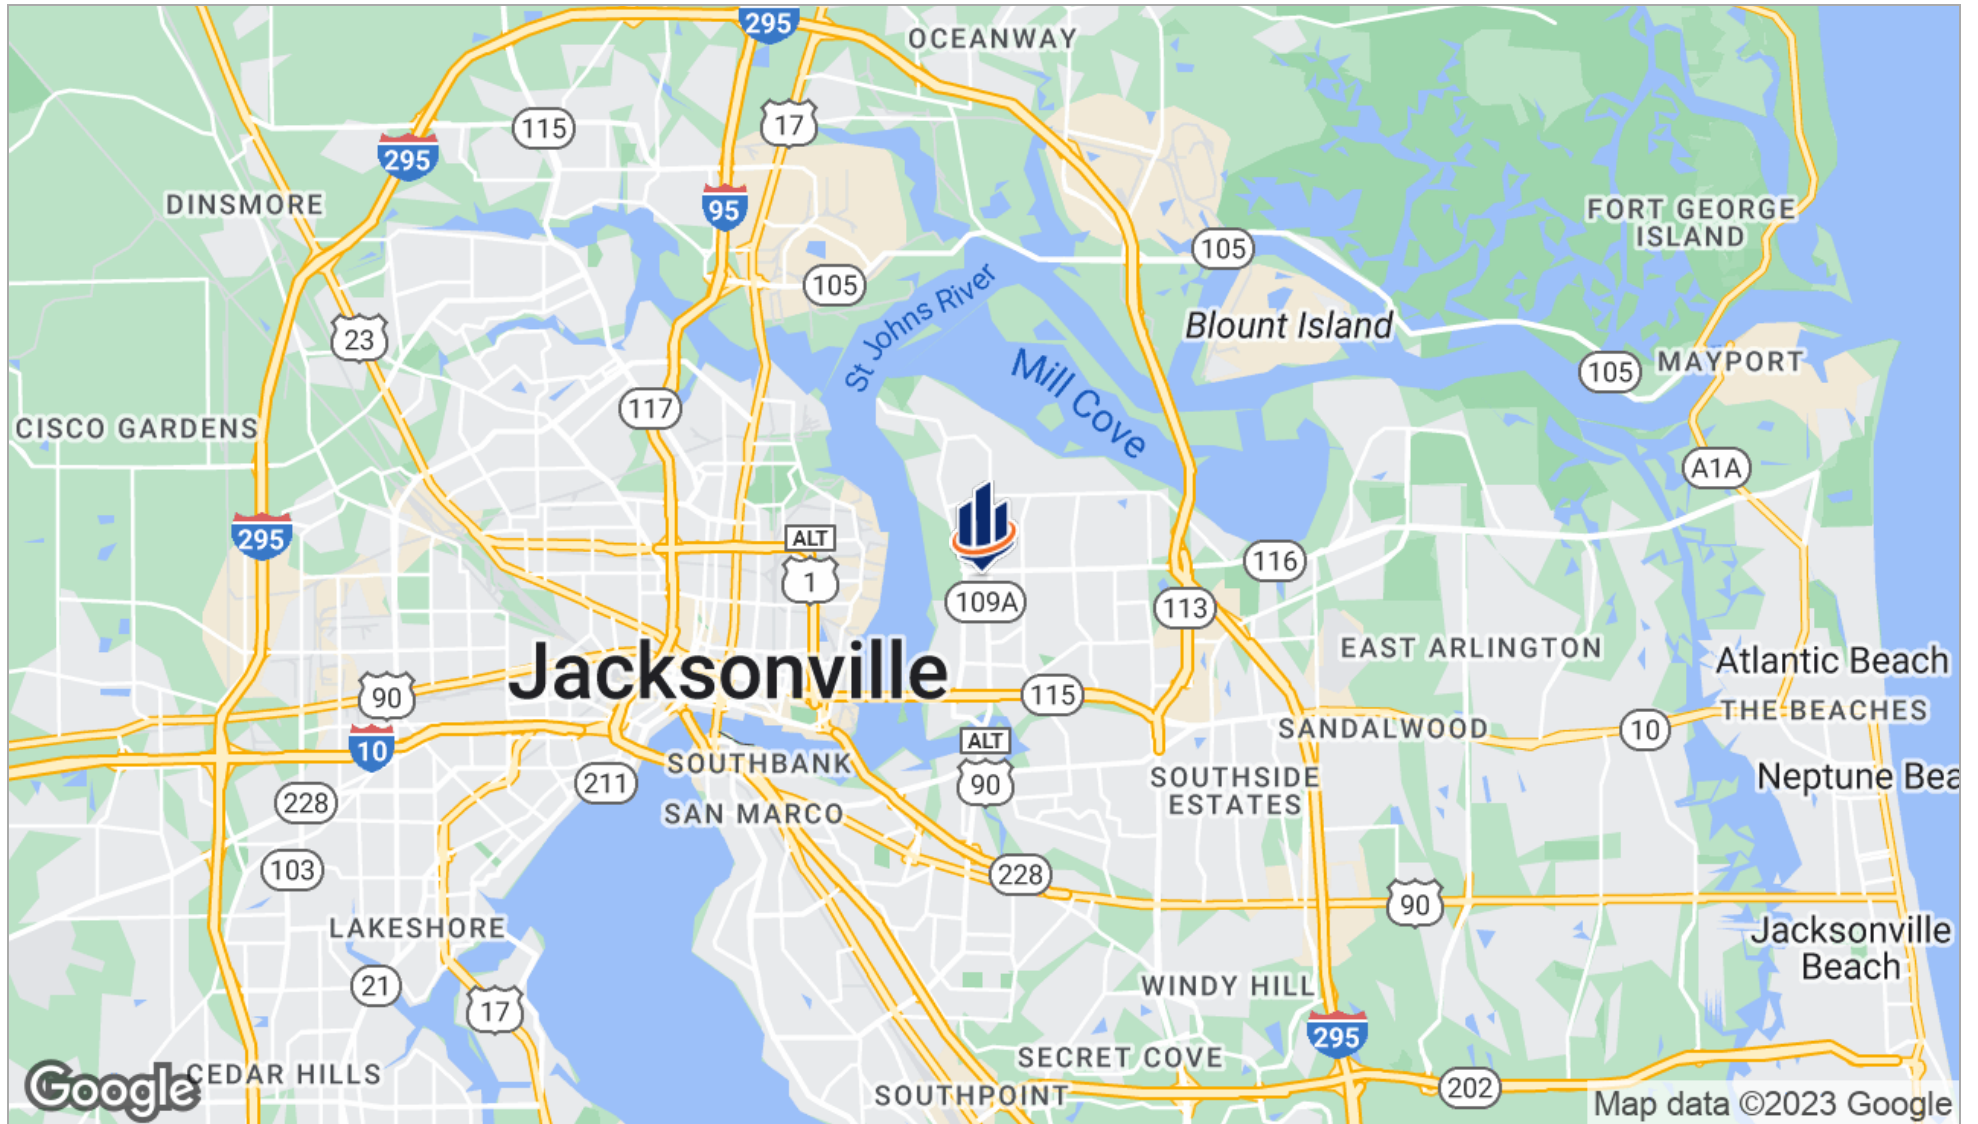 295
OCEANWAY
115
17
295
DINSMORE
95
FORT GEORGE
ISLAND
105
105
St Johns River
Blount Island
23
Mill Cove
105
MAYPORT
117
CISCO GARDENS
A1A
295
ALT
1
116
109A
113
Jacksonville
EAST ARLINGTON
Atlantic Beach
90
115
THE BEACHES
SANDALWOOD
10
10
ALT
90
SOUTHBANK
211
SOUTHSIDE
ESTATES
Neptune Bea
228
SAN MARCO
103
228
90
LAKESHORE
Jacksonville
Beach
21
17
WINDY HILL
295
SECRET COVE
CEDAR HILLS
SOUTHPOINT
202
Google
Map data ©2023 Google